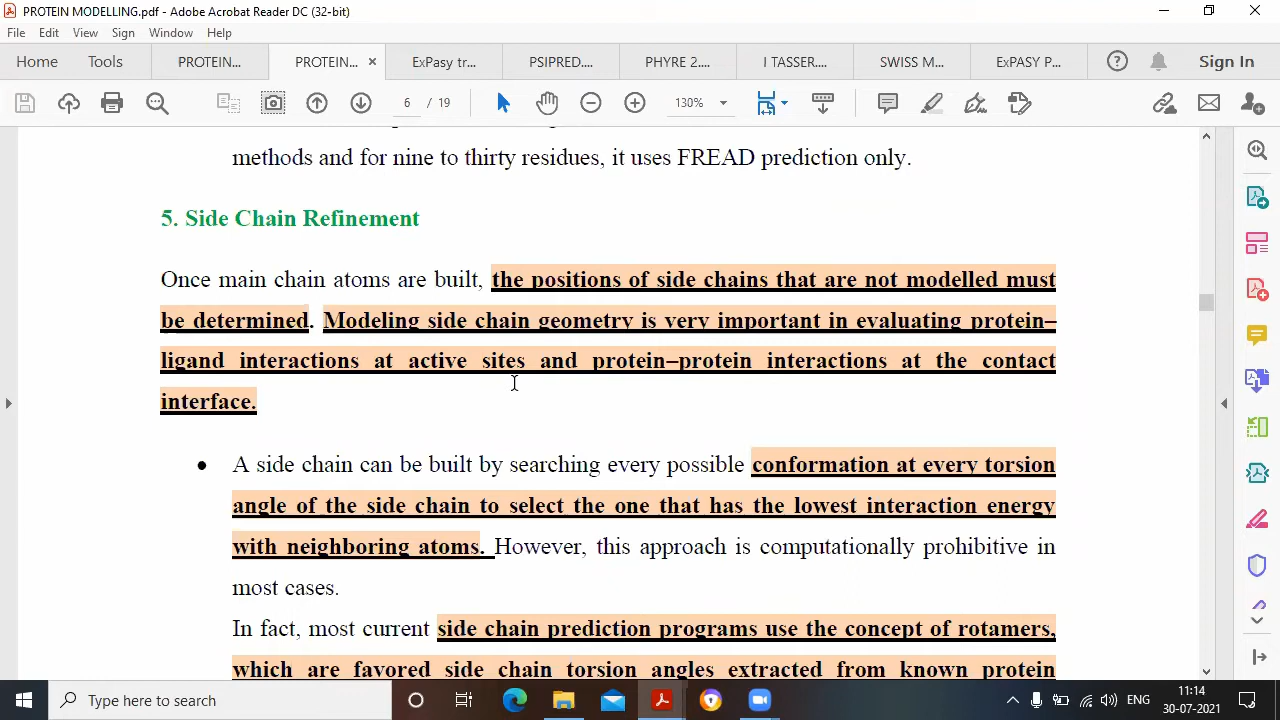 PROTEIN MODELLING.pdf - Adobe Acrobat Reader DC (32-bit)
File Edit View Sign Window Help
Home Tools PROTEIN... PROTEIN... × ExPasy tr... PSIPRED.... PHYRE 2.... I TASSER.... SWISS M... ExPASY P... Sign In
6 / 19 130%
methods and for nine to thirty residues, it uses FREAD prediction only.
5. Side Chain Refinement
Once main chain atoms are built, the positions of side chains that are not modelled must
be determined. Modeling side chain geometry is very important in evaluating protein–
ligand interactions at active sites and protein–protein interactions at the contact
interface.
• A side chain can be built by searching every possible conformation at every torsion
angle of the side chain to select the one that has the lowest interaction energy
with neighboring atoms. However, this approach is computationally prohibitive in
most cases.
In fact, most current side chain prediction programs use the concept of rotamers,
which are favored side chain torsion angles extracted from known protein
Type here to search
ENG
11:14
30-07-2021